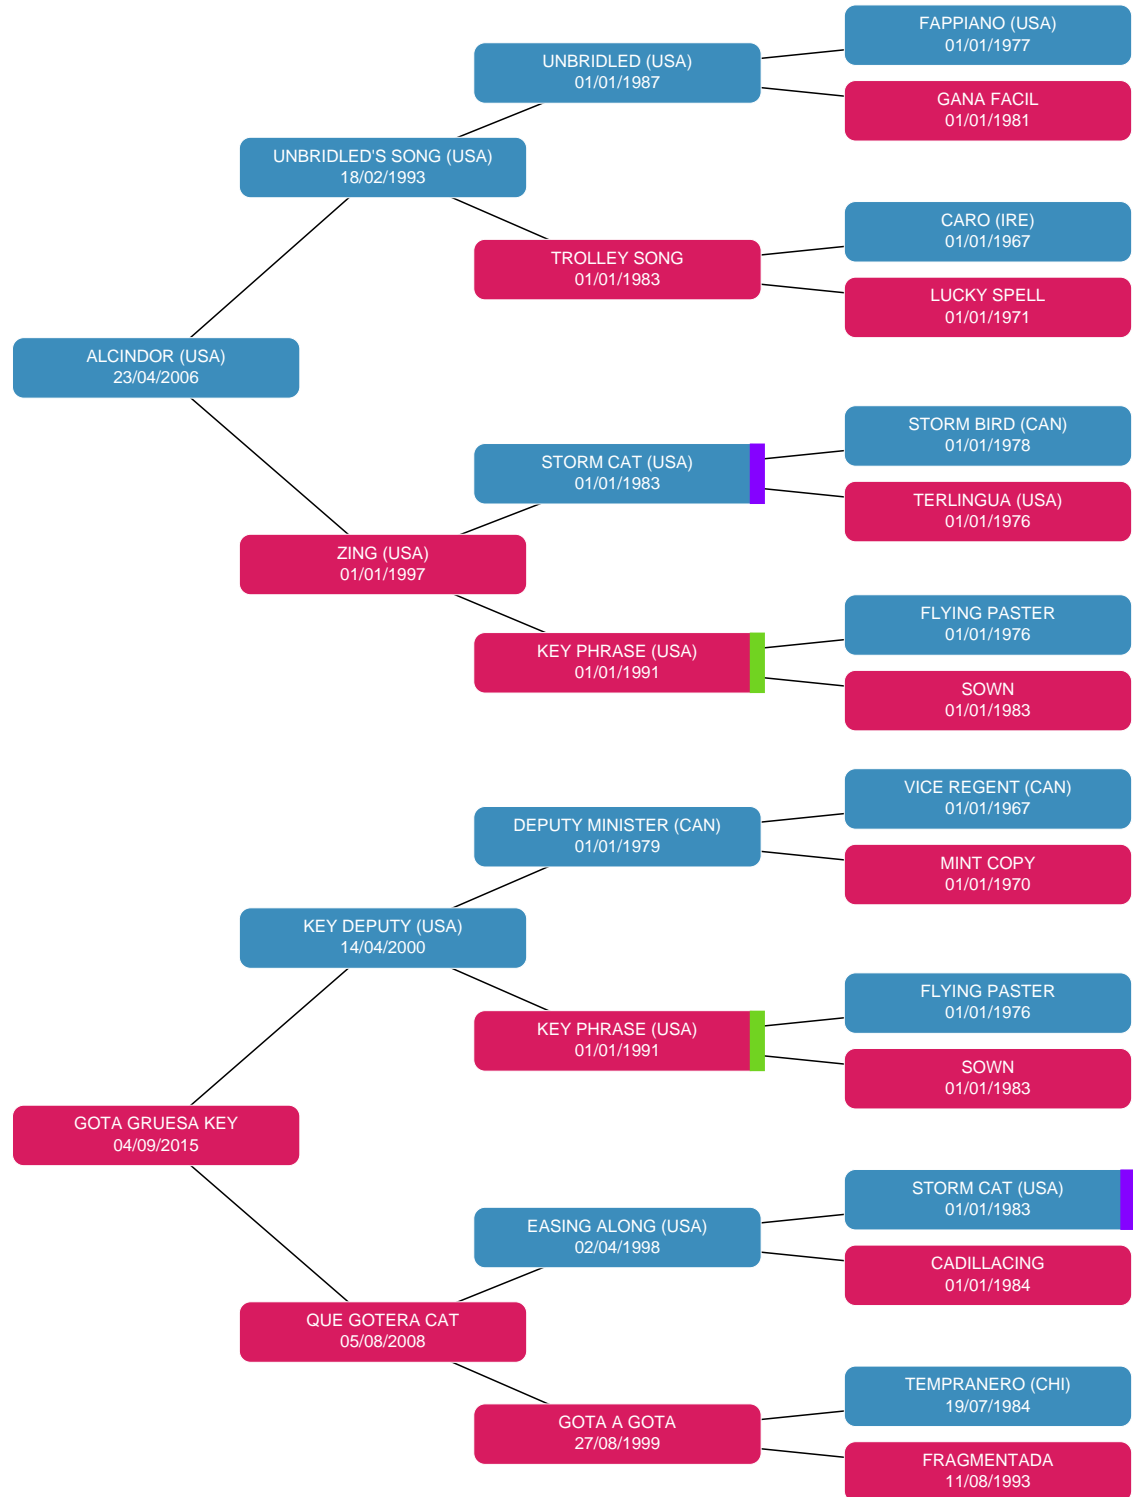 FAPPIANO (USA)
01/01/1977
UNBRIDLED (USA)
01/01/1987
GANA FACIL
01/01/1981
UNBRIDLED'S SONG (USA)
18/02/1993
CARO (IRE)
01/01/1967
TROLLEY SONG
01/01/1983
LUCKY SPELL
01/01/1971
ALCINDOR (USA)
23/04/2006
STORM BIRD (CAN)
01/01/1978
STORM CAT (USA)
01/01/1983
TERLINGUA (USA)
01/01/1976
ZING (USA)
01/01/1997
FLYING PASTER
01/01/1976
KEY PHRASE (USA)
01/01/1991
SOWN
01/01/1983
VICE REGENT (CAN)
01/01/1967
DEPUTY MINISTER (CAN)
01/01/1979
MINT COPY
01/01/1970
KEY DEPUTY (USA)
14/04/2000
FLYING PASTER
01/01/1976
KEY PHRASE (USA)
01/01/1991
SOWN
01/01/1983
GOTA GRUESA KEY
04/09/2015
STORM CAT (USA)
01/01/1983
EASING ALONG (USA)
02/04/1998
CADILLACING
01/01/1984
QUE GOTERA CAT
05/08/2008
TEMPRANERO (CHI)
19/07/1984
GOTA A GOTA
27/08/1999
FRAGMENTADA
11/08/1993